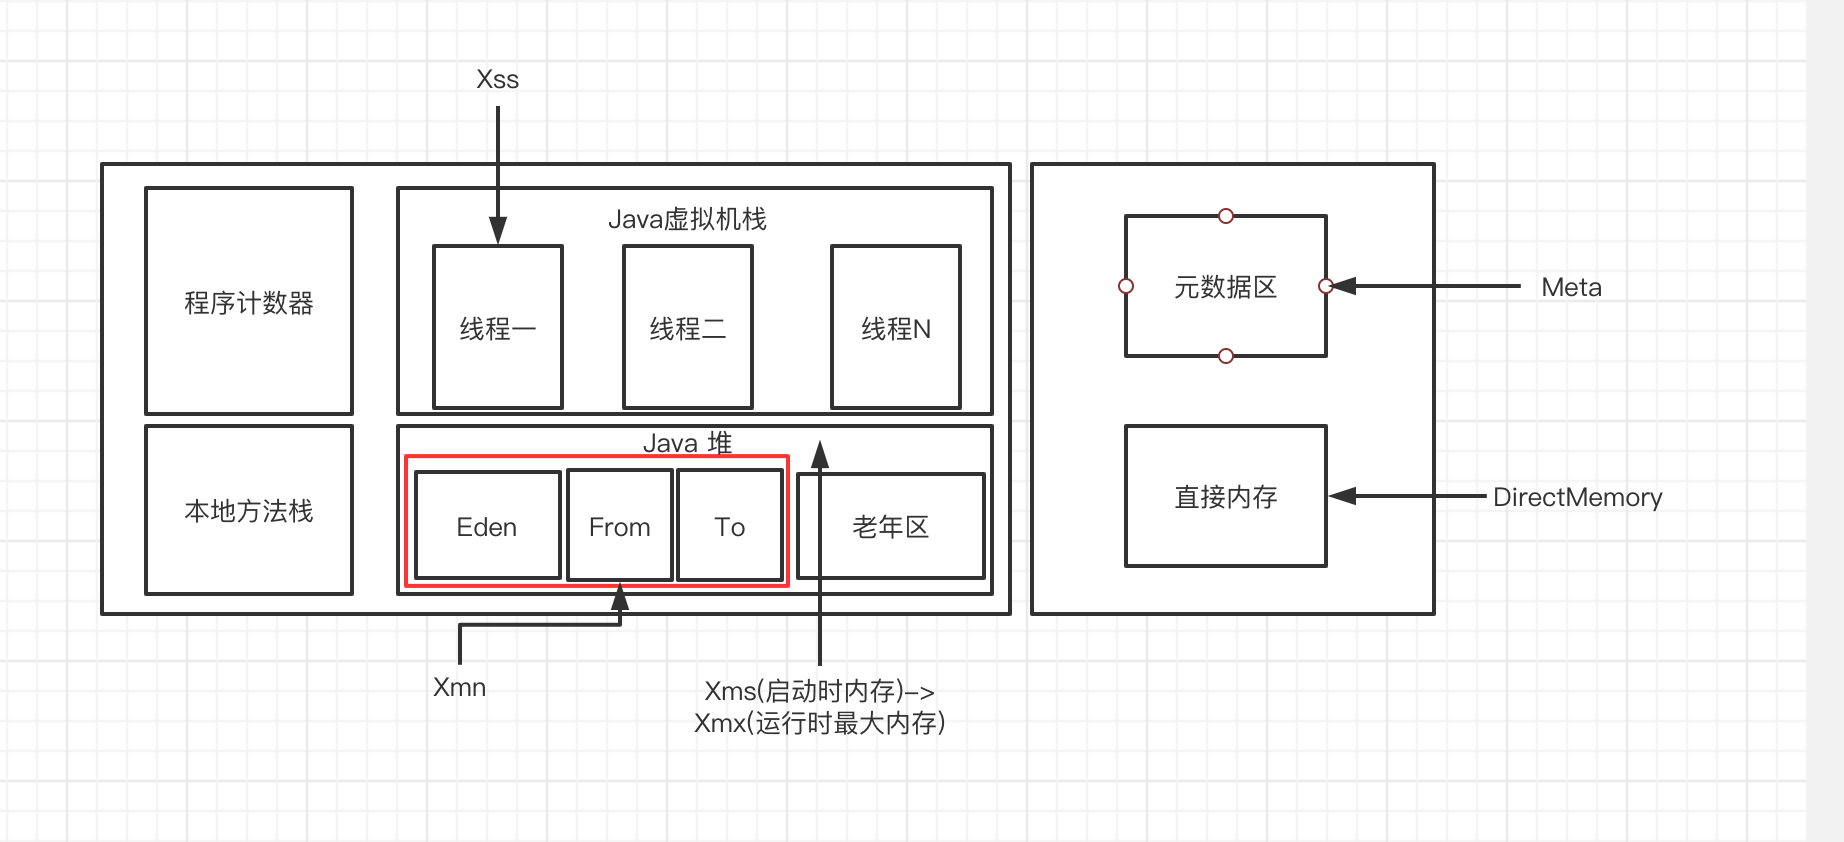 Xss
Java虚拟机栈
程序计数器
线程一
线程二
线程N
元数据区
Meta
Java 堆
本地方法栈
Eden
From
To
老年区
直接内存
DirectMemory
Xmn
Xms(启动时内存)->
Xmx(运行时最大内存)